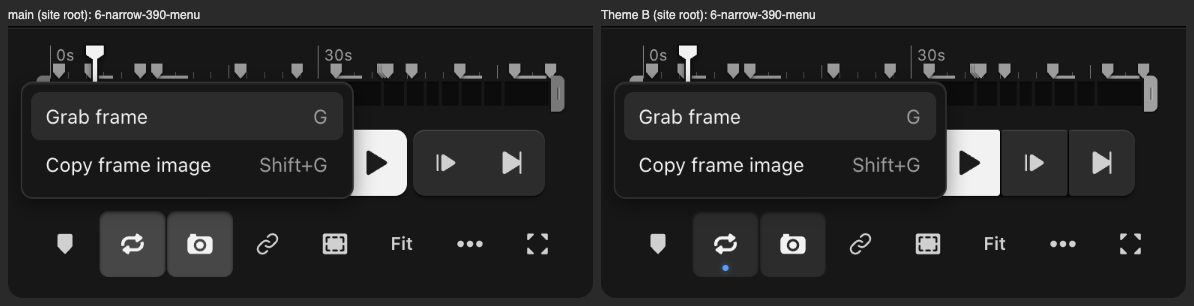 main (site root): 6-narrow-390-menu
0s
30s
Grab frame G
Copy frame image Shift+G
Fit
Theme B (site root): 6-narrow-390-menu
0s
30s
Grab frame G
Copy frame image Shift+G
Fit